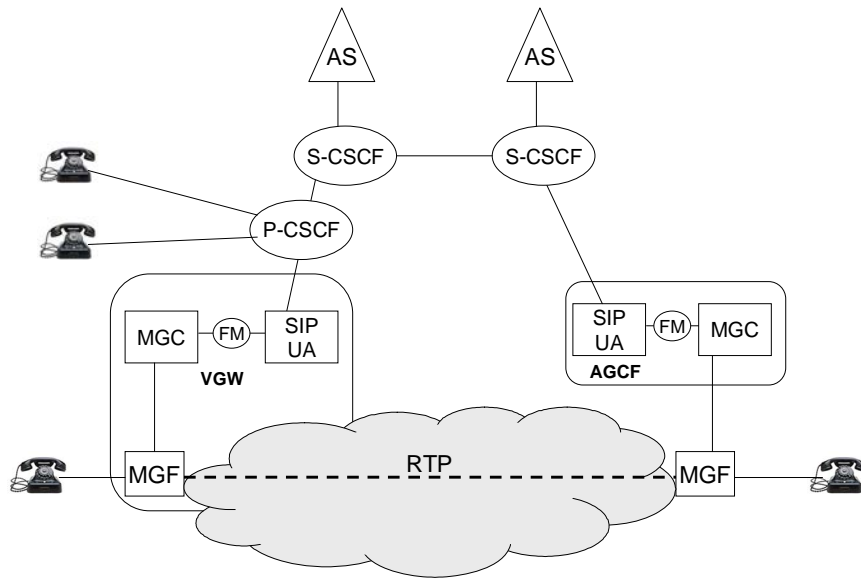 AS
AS
S-CSCF
S-CSCF
P-CSCF
MGC
FM
SIP
UA
VGW
SIP
UA
FM
MGC
AGCF
MGF
RTP
MGF